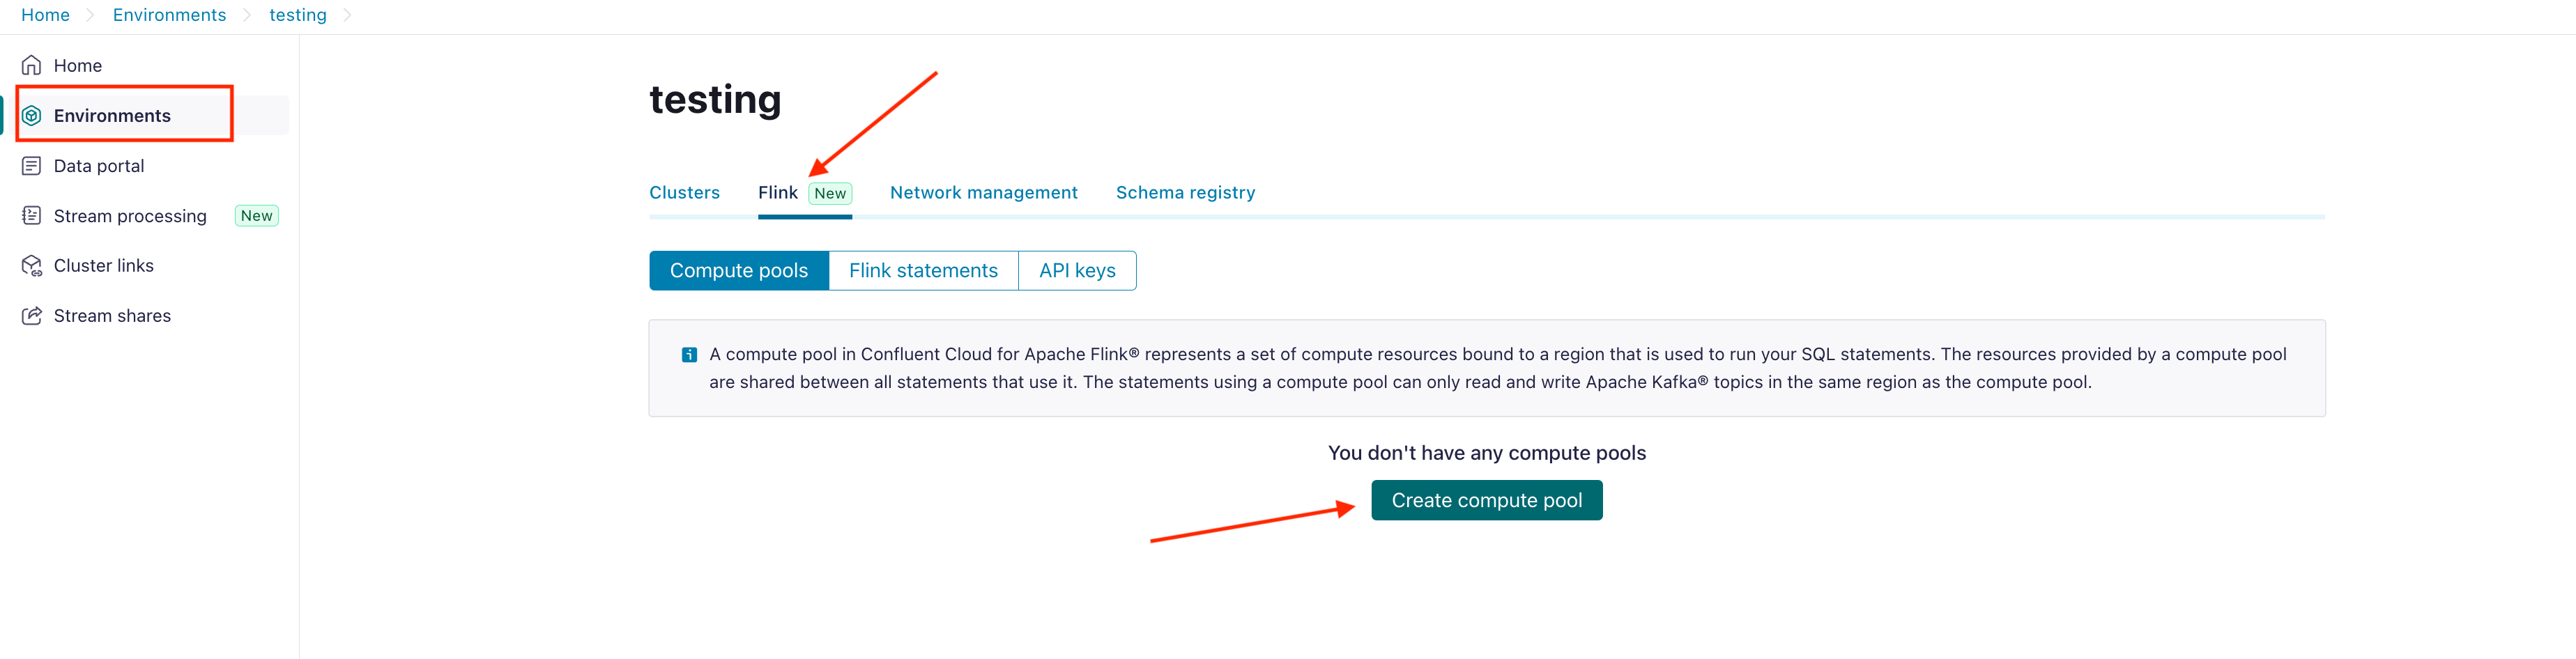 Home Environments testing
Home
Environments
Data portal
Stream processing New
Cluster links
Stream shares
testing
Clusters Flink New Network management Schema registry
Compute pools Flink statements API keys
A compute pool in Confluent Cloud for Apache Flink® represents a set of compute resources bound to a region that is used to run your SQL statements. The resources provided by a compute pool
are shared between all statements that use it. The statements using a compute pool can only read and write Apache Kafka® topics in the same region as the compute pool.
You don't have any compute pools
Create compute pool